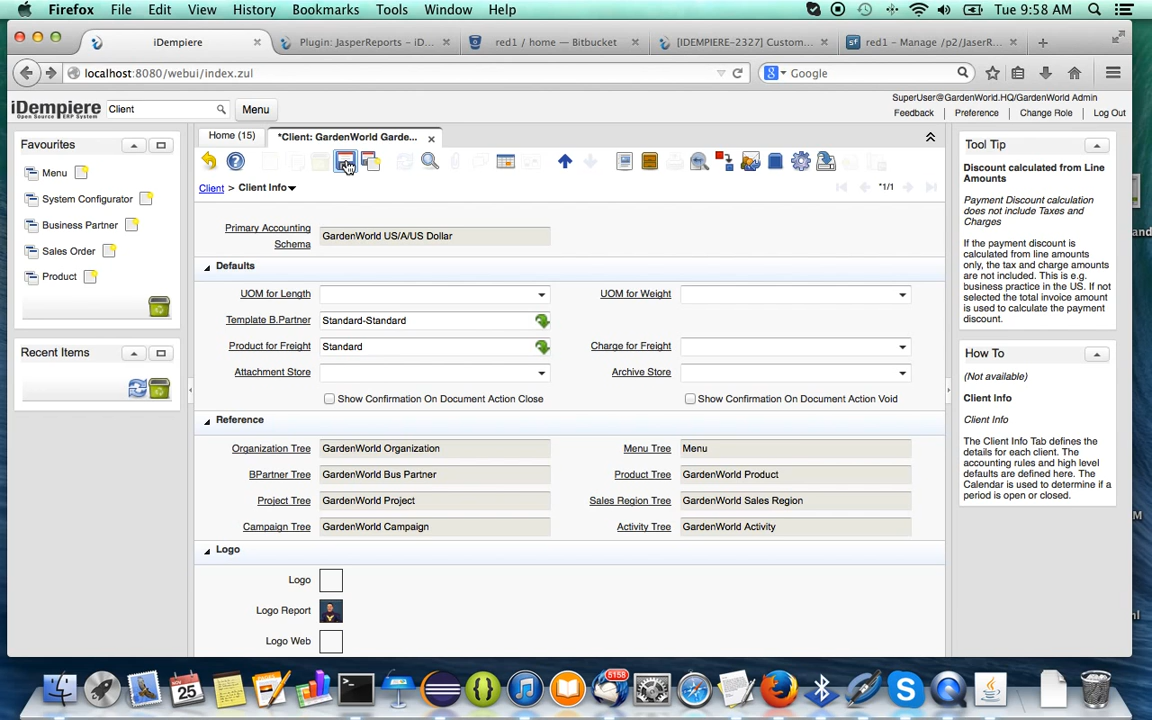 Firefox File Edit View History Bookmarks Tools Window Help Tue 9:58 AM
iDempiere Plugin: JasperReports – iD... red1 / home — Bitbucket [IDEMPIERE-2327] Custom... red1 - Manage /p2/JaserR...
localhost:8080/webui/index.zul Google
iDempiere Client Menu
Open Source ERP System
SuperUser@GardenWorld.HQ/GardenWorld Admin
Feedback Preference Change Role Log Out
Favourites
Menu
System Configurator
Business Partner
Sales Order
Product
Recent Items
Home (15) *Client: GardenWorld Garde...
Client > Client Info *1/1
Primary Accounting Schema GardenWorld US/A/US Dollar
Defaults
UOM for Length UOM for Weight
Template B.Partner Standard-Standard
Product for Freight Standard Charge for Freight
Attachment Store Archive Store
Show Confirmation On Document Action Close Show Confirmation On Document Action Void
Reference
Organization Tree GardenWorld Organization Menu Tree Menu
BPartner Tree GardenWorld Bus Partner Product Tree GardenWorld Product
Project Tree GardenWorld Project Sales Region Tree GardenWorld Sales Region
Campaign Tree GardenWorld Campaign Activity Tree GardenWorld Activity
Logo
Logo
Logo Report
Logo Web
Tool Tip
Discount calculated from Line
Amounts
Payment Discount calculation
does not include Taxes and
Charges
If the payment discount is
calculated from line amounts
only, the tax and charge amounts
are not included. This is e.g.
business practice in the US. If not
selected the total invoice amount
is used to calculate the payment
discount.
How To
(Not available)
Client Info
Client Info
The Client Info Tab defines the
details for each client. The
accounting rules and high level
defaults are defined here. The
Calendar is used to determine if a
period is open or closed.
NOV
25
5158